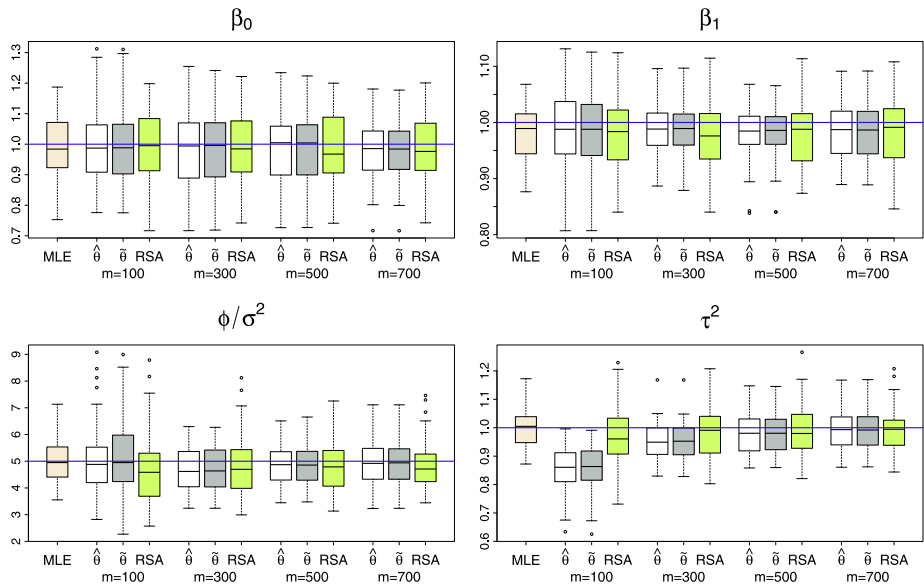 β₀
β₁
0.7 0.8 0.9 1.0 1.1 1.2 1.3
0.80 0.90 1.00 1.10
MLE θ̂ θ̃ RSA θ̂ θ̃ RSA θ̂ θ̃ RSA θ̂ θ̃ RSA
m=100 m=300 m=500 m=700
MLE θ̂ θ̃ RSA θ̂ θ̃ RSA θ̂ θ̃ RSA θ̂ θ̃ RSA
m=100 m=300 m=500 m=700
ϕ/σ²
τ²
2 3 4 5 6 7 9
0.6 0.7 0.8 0.9 1.0 1.1 1.2
MLE θ̂ θ̃ RSA θ̂ θ̃ RSA θ̂ θ̃ RSA θ̂ θ̃ RSA
m=100 m=300 m=500 m=700
MLE θ̂ θ̃ RSA θ̂ θ̃ RSA θ̂ θ̃ RSA θ̂ θ̃ RSA
m=100 m=300 m=500 m=700